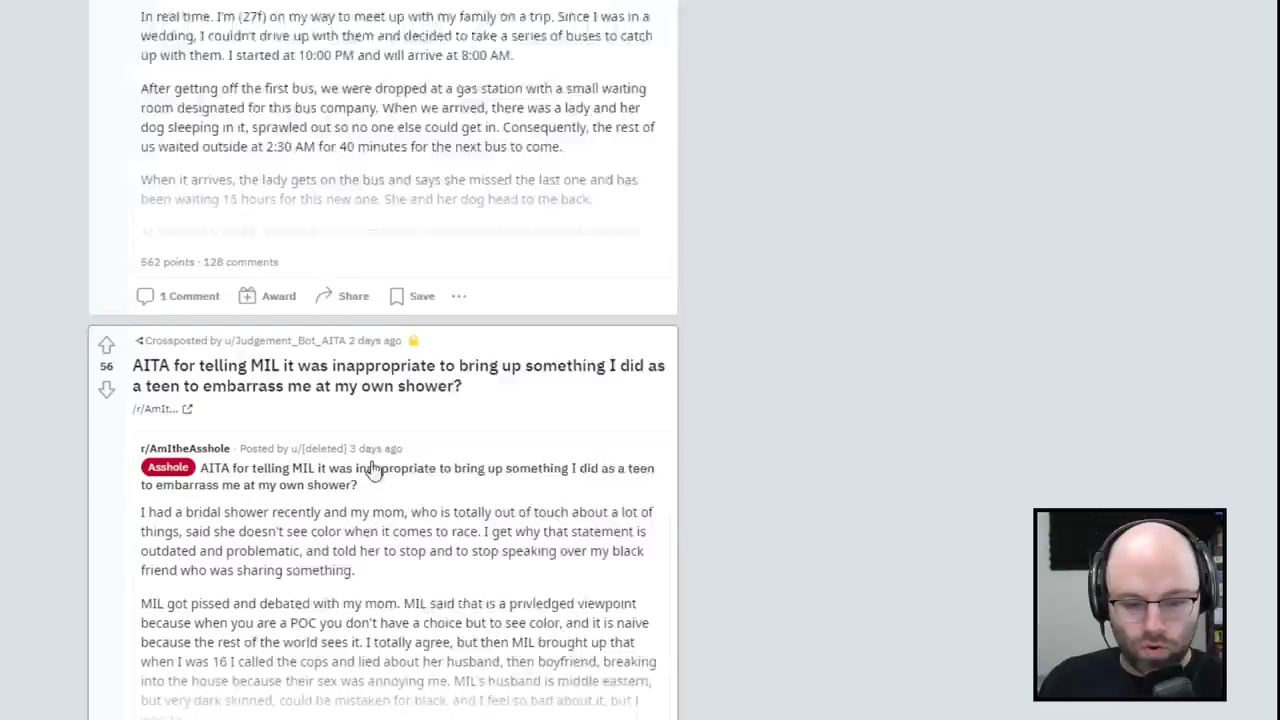 In real time. I'm (27f) on my way to meet up with my family on a trip. Since I was in a
wedding, I couldn't drive up with them and decided to take a series of buses to catch
up with them. I started at 10:00 PM and will arrive at 8:00 AM.
After getting off the first bus, we were dropped at a gas station with a small waiting
room designated for this bus company. When we arrived, there was a lady and her
dog sleeping in it, sprawled out so no one else could get in. Consequently, the rest of
us waited outside at 2:30 AM for 40 minutes for the next bus to come.
When it arrives, the lady gets on the bus and says she missed the last one and has
been waiting 15 hours for this new one. She and her dog head to the back.
562 points · 128 comments
1 Comment Award Share Save ...
Crossposted by u/Judgement_Bot_AITA 2 days ago
56 AITA for telling MIL it was inappropriate to bring up something I did as
a teen to embarrass me at my own shower?
/r/AmIt...
r/AmItheAsshole · Posted by u/[deleted] 3 days ago
Asshole AITA for telling MIL it was inappropriate to bring up something I did as a teen
to embarrass me at my own shower?
I had a bridal shower recently and my mom, who is totally out of touch about a lot of
things, said she doesn't see color when it comes to race. I get why that statement is
outdated and problematic, and told her to stop and to stop speaking over my black
friend who was sharing something.
MIL got pissed and debated with my mom. MIL said that is a privledged viewpoint
because when you are a POC you don't have a choice but to see color, and it is naive
because the rest of the world sees it. I totally agree, but then MIL brought up that
when I was 16 I called the cops and lied about her husband, then boyfriend, breaking
into the house because their sex was annoying me. MIL's husband is middle eastern,
but very dark skinned, could be mistaken for black, and I feel so bad about it, but I